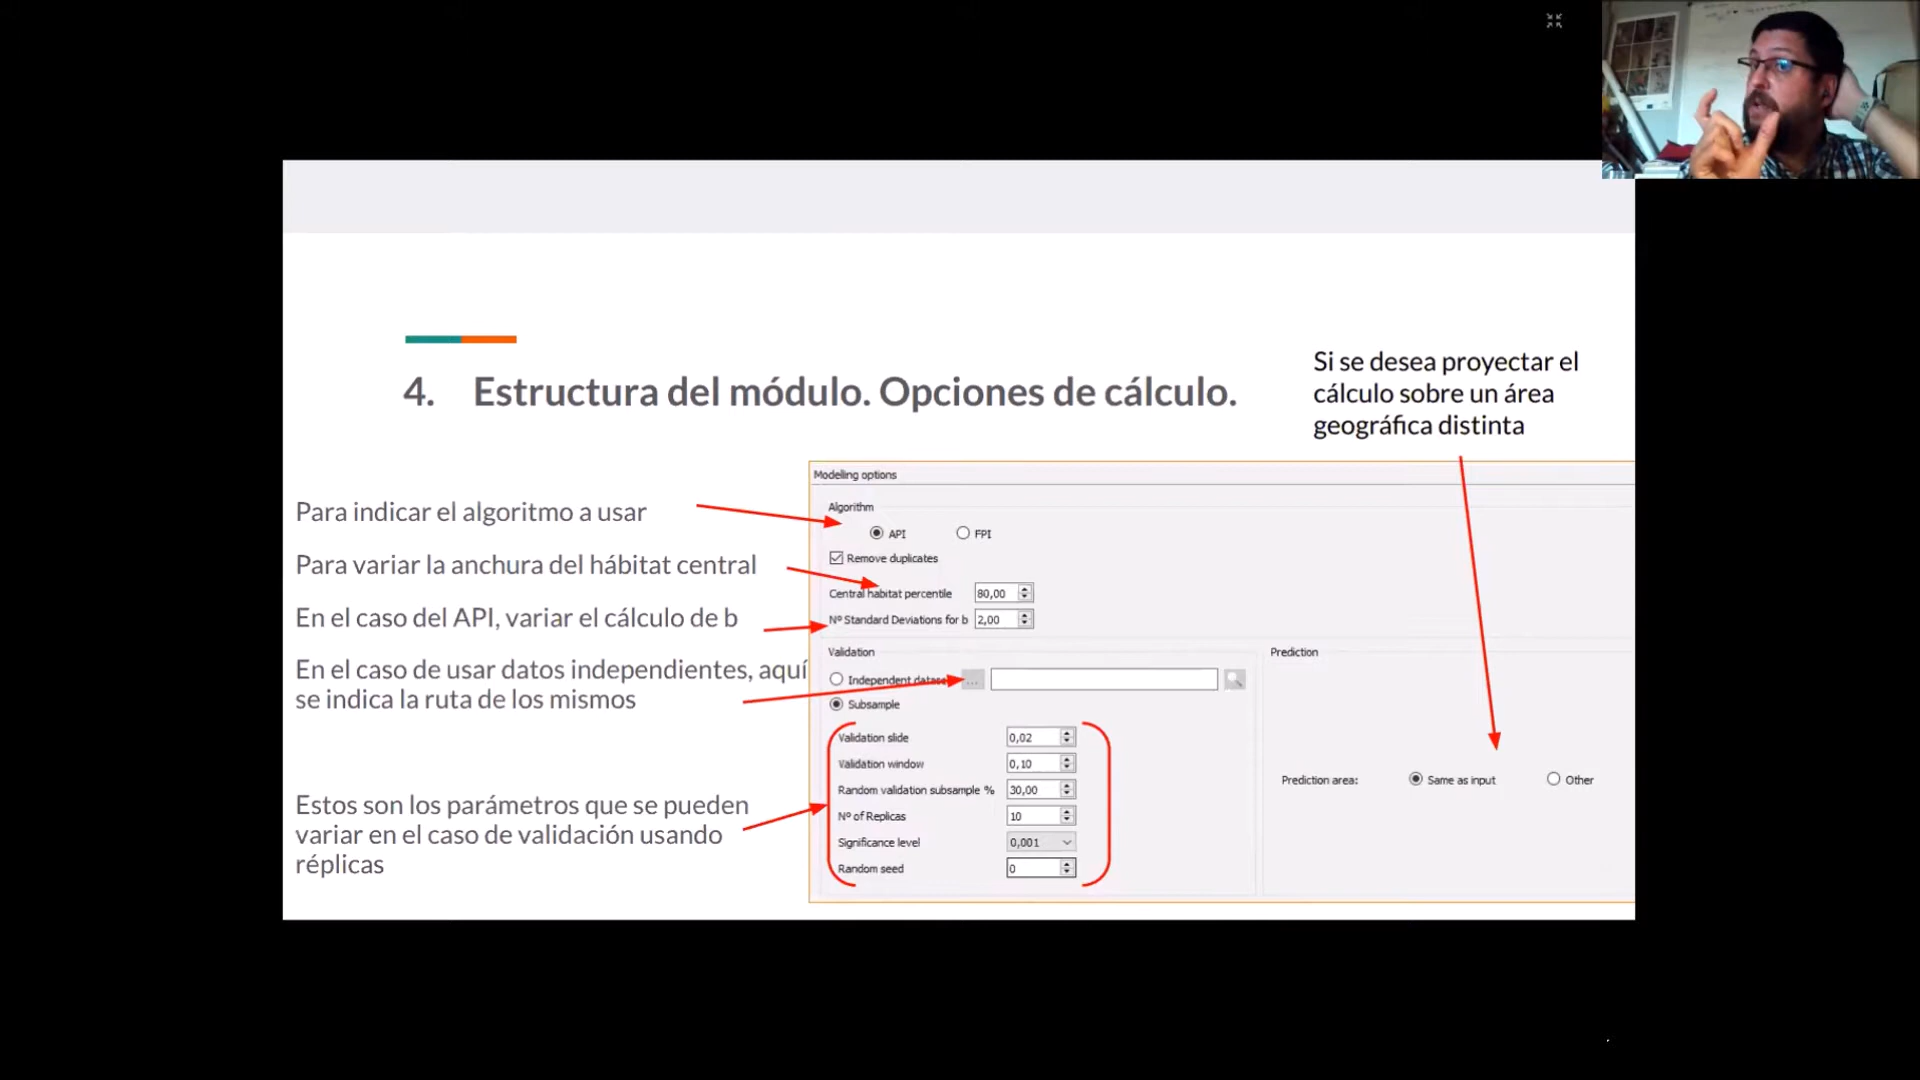 4. Estructura del módulo. Opciones de cálculo.
Si se desea proyectar el
cálculo sobre un área
geográfica distinta
Para indicar el algoritmo a usar
Para variar la anchura del hábitat central
En el caso del API, variar el cálculo de b
En el caso de usar datos independientes, aquí
se indica la ruta de los mismos
Estos son los parámetros que se pueden
variar en el caso de validación usando
réplicas
Modelling options
Algorithm
API FPI
Remove duplicates
Central habitat percentile 80,00
Nº Standard Deviations for b 2,00
Validation
Independent ...
Subsample
Validation slide 0,02
Validation window 0,10
Random validation subsample % 30,00
Nº of Replicas 10
Significance level 0,001
Random seed 0
Prediction
Prediction area: Same as input Other